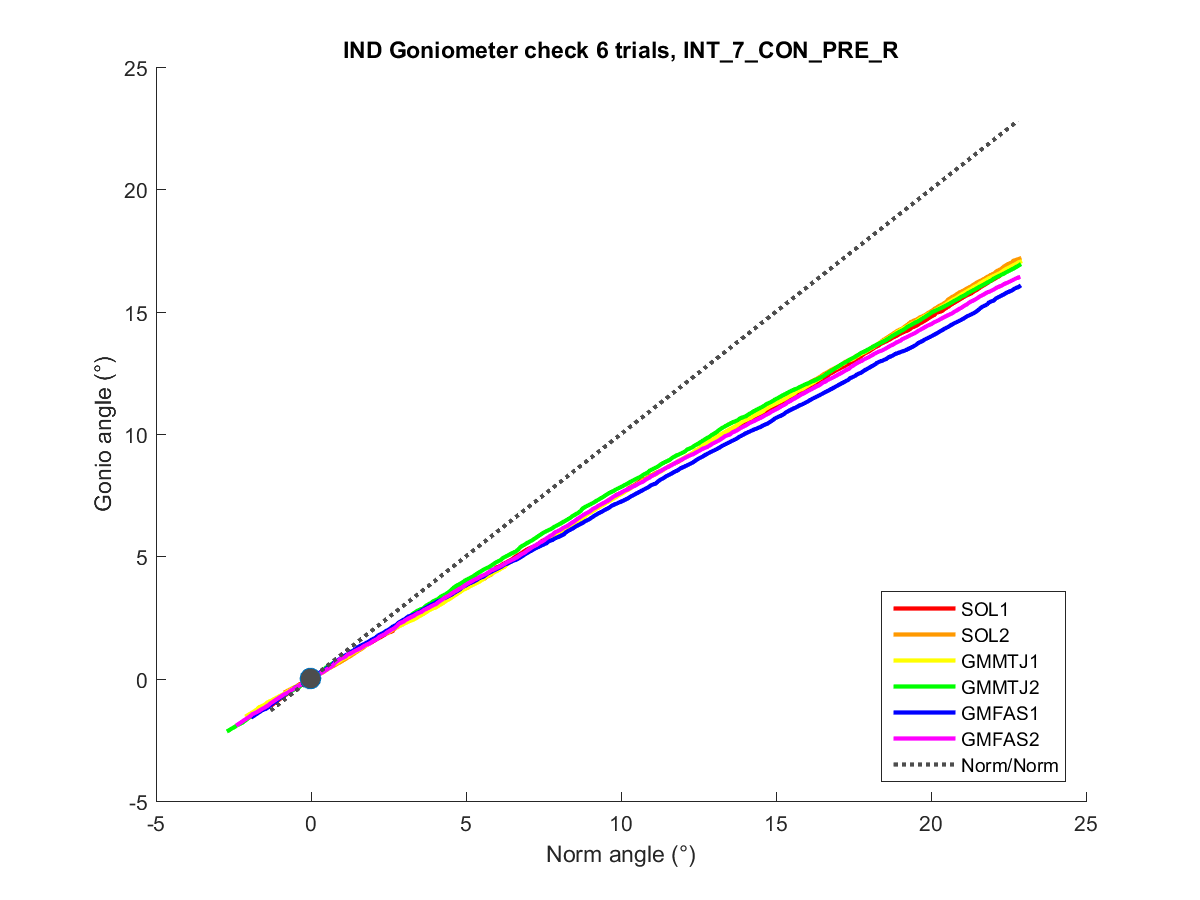 IND Goniometer check 6 trials, INT_7_CON_PRE_R
25
20
15
10
5
0
-5
Gonio angle (°)
-5 0 5 10 15 20 25
Norm angle (°)
SOL1
SOL2
GMMTJ1
GMMTJ2
GMFAS1
GMFAS2
Norm/Norm